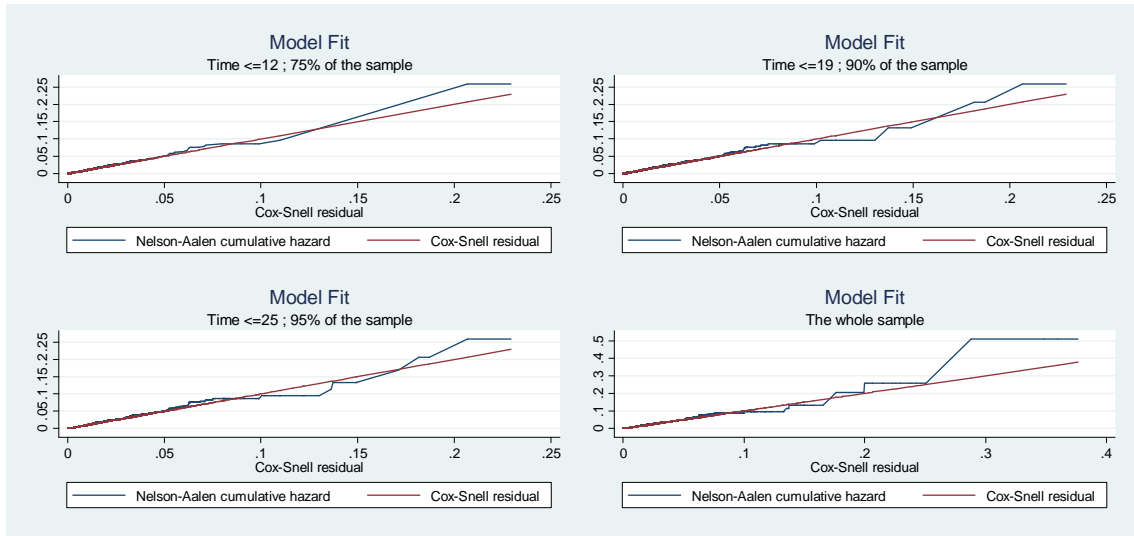 Model Fit
Time <=12 ; 75% of the sample
0 .05 .1 .15 .2 .25
0 .05 .1 .15 .2 .25
Cox-Snell residual
Nelson-Aalen cumulative hazard Cox-Snell residual
Model Fit
Time <=19 ; 90% of the sample
0 .05 .1 .15 .2 .25
0 .05 .1 .15 .2 .25
Cox-Snell residual
Nelson-Aalen cumulative hazard Cox-Snell residual
Model Fit
Time <=25 ; 95% of the sample
0 .05 .1 .15 .2 .25
0 .05 .1 .15 .2 .25
Cox-Snell residual
Nelson-Aalen cumulative hazard Cox-Snell residual
Model Fit
The whole sample
0 .1 .2 .3 .4 .5
0 .1 .2 .3 .4
Cox-Snell residual
Nelson-Aalen cumulative hazard Cox-Snell residual